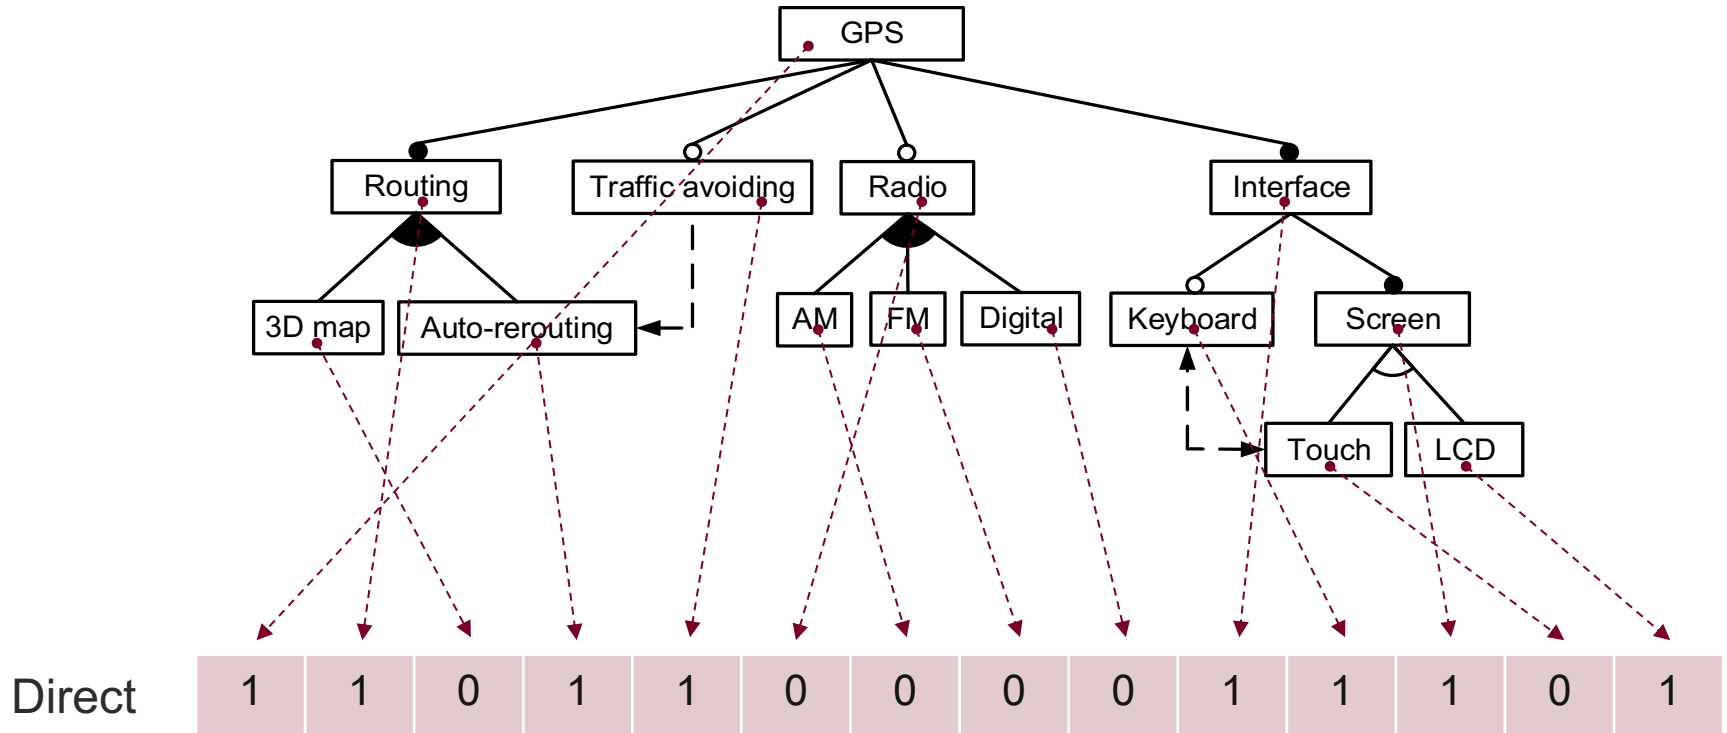 GPS
Routing
Traffic avoiding
Radio
Interface
3D map
Auto-rerouting
AM
FM
Digital
Keyboard
Screen
Touch
LCD
Direct 1 1 0 1 1 0 0 0 0 1 1 1 0 1